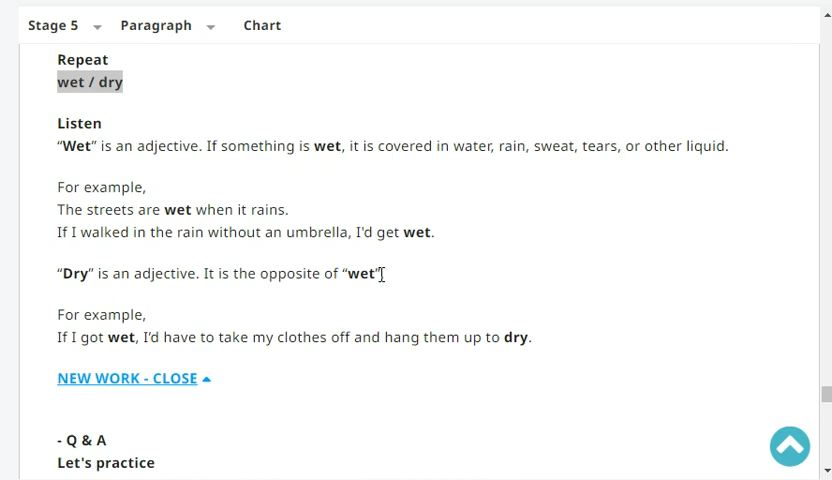 Stage 5 Paragraph Chart
Repeat
wet / dry
Listen
“Wet” is an adjective. If something is wet, it is covered in water, rain, sweat, tears, or other liquid.
For example,
The streets are wet when it rains.
If I walked in the rain without an umbrella, I'd get wet.
“Dry” is an adjective. It is the opposite of “wet”.
For example,
If I got wet, I’d have to take my clothes off and hang them up to dry.
NEW WORK - CLOSE
- Q & A
Let's practice